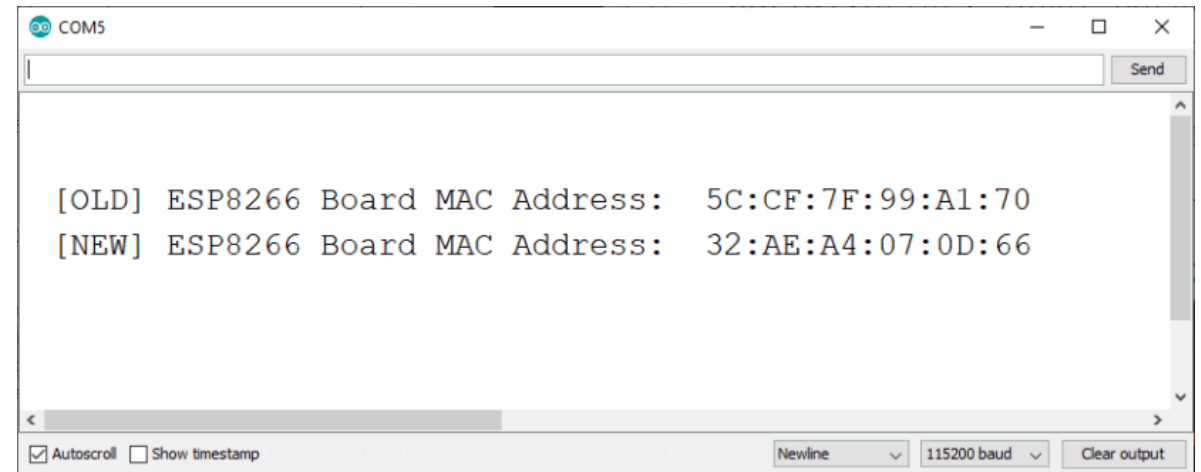 COM5
Send
[OLD] ESP8266 Board MAC Address:  5C:CF:7F:99:A1:70
[NEW] ESP8266 Board MAC Address:  32:AE:A4:07:0D:66
Autoscroll Show timestamp Newline 115200 baud Clear output